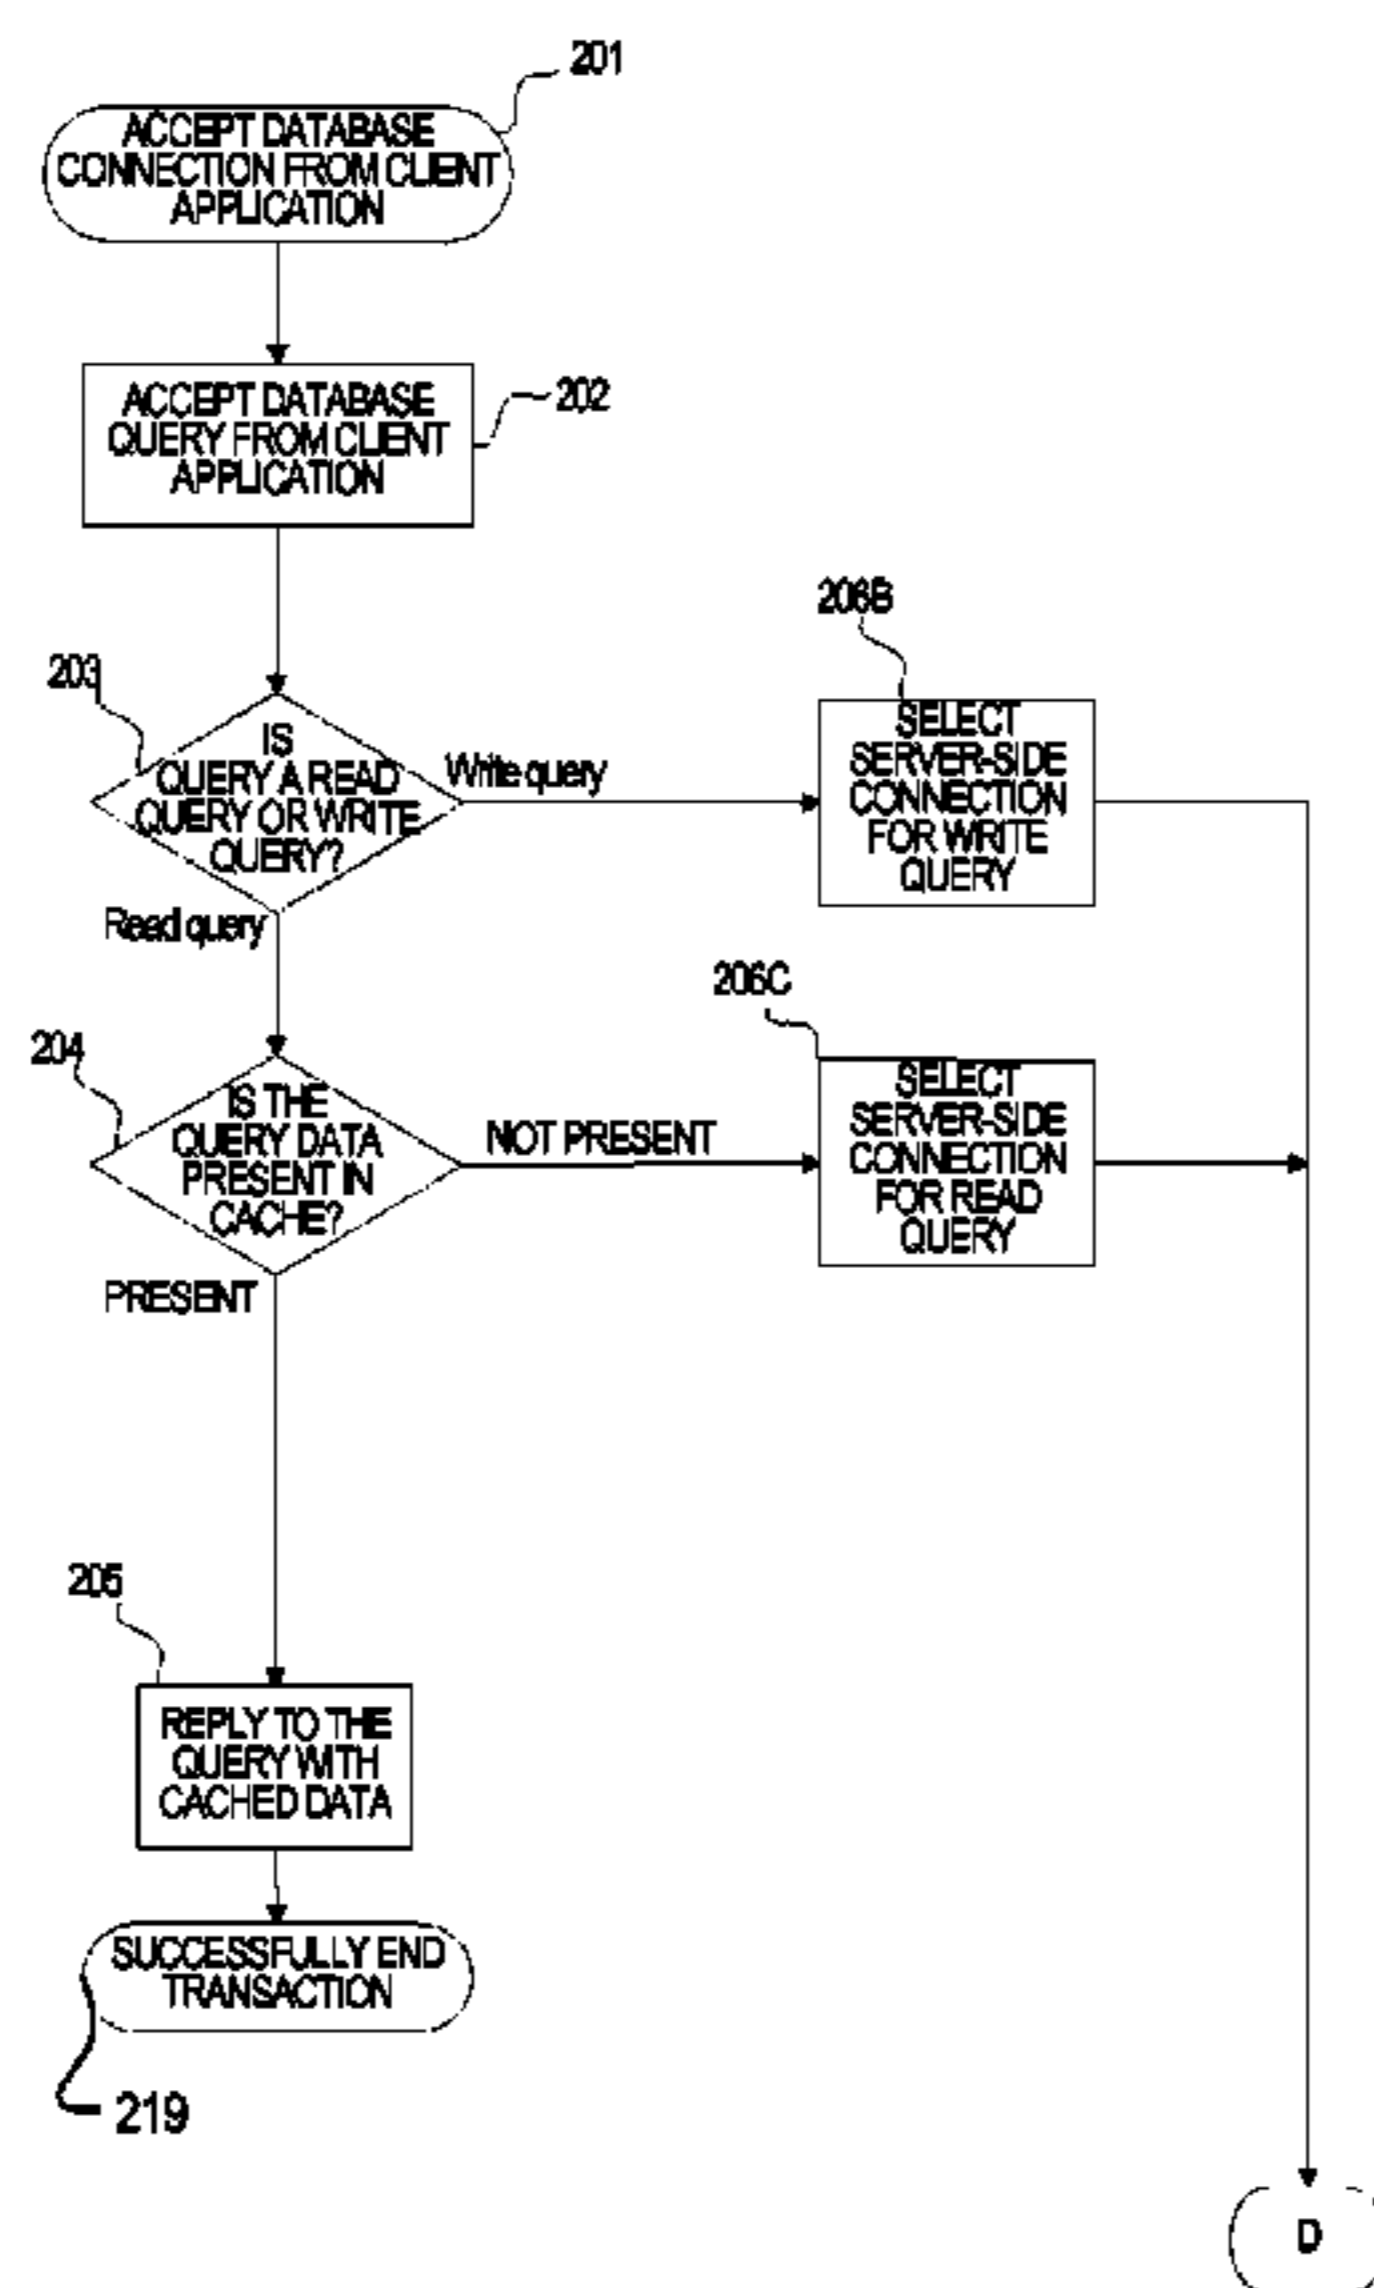 201
ACCEPT DATABASE
CONNECTION FROM CLIENT
APPLICATION
202
ACCEPT DATABASE
QUERY FROM CLIENT
APPLICATION
203
IS
QUERY A READ
QUERY OR WRITE
QUERY?
Write query
Read query
206B
SELECT
SERVER-SIDE
CONNECTION
FOR WRITE
QUERY
204
IS THE
QUERY DATA
PRESENT IN
CACHE?
NOT PRESENT
PRESENT
206C
SELECT
SERVER-SIDE
CONNECTION
FOR READ
QUERY
205
REPLY TO THE
QUERY WITH
CACHED DATA
SUCCESSFULLY END
TRANSACTION
219
D